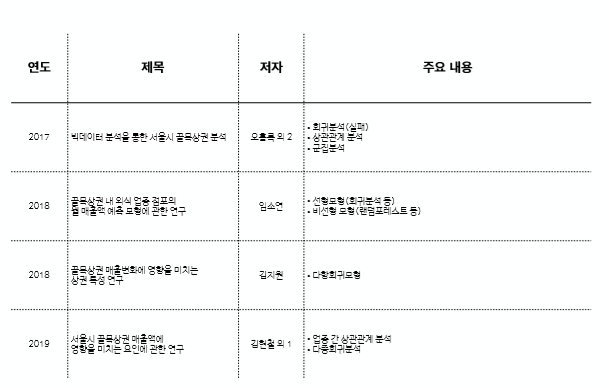 연도 제목 저자 주요 내용
2017 빅데이터 분석을 통한 서울시 골목상권 분석 오흥록 외 2
• 회귀분석(실패)
• 상관관계 분석
• 군집분석
2018 골목상권 내 외식 업종 점포의
월 매출액 예측 모형에 관한 연구
임소연
• 선형모형(회귀분석 등)
• 비선형 모형(랜덤포레스트 등)
2018 골목상권 매출변화에 영향을 미치는
상권 특성 연구
김지원 • 다항회귀모형
2019 서울시 골목상권 매출액에
영향을 미치는 요인에 관한 연구
김현철 외 1
• 업종 간 상관관계 분석
• 다중회귀분석